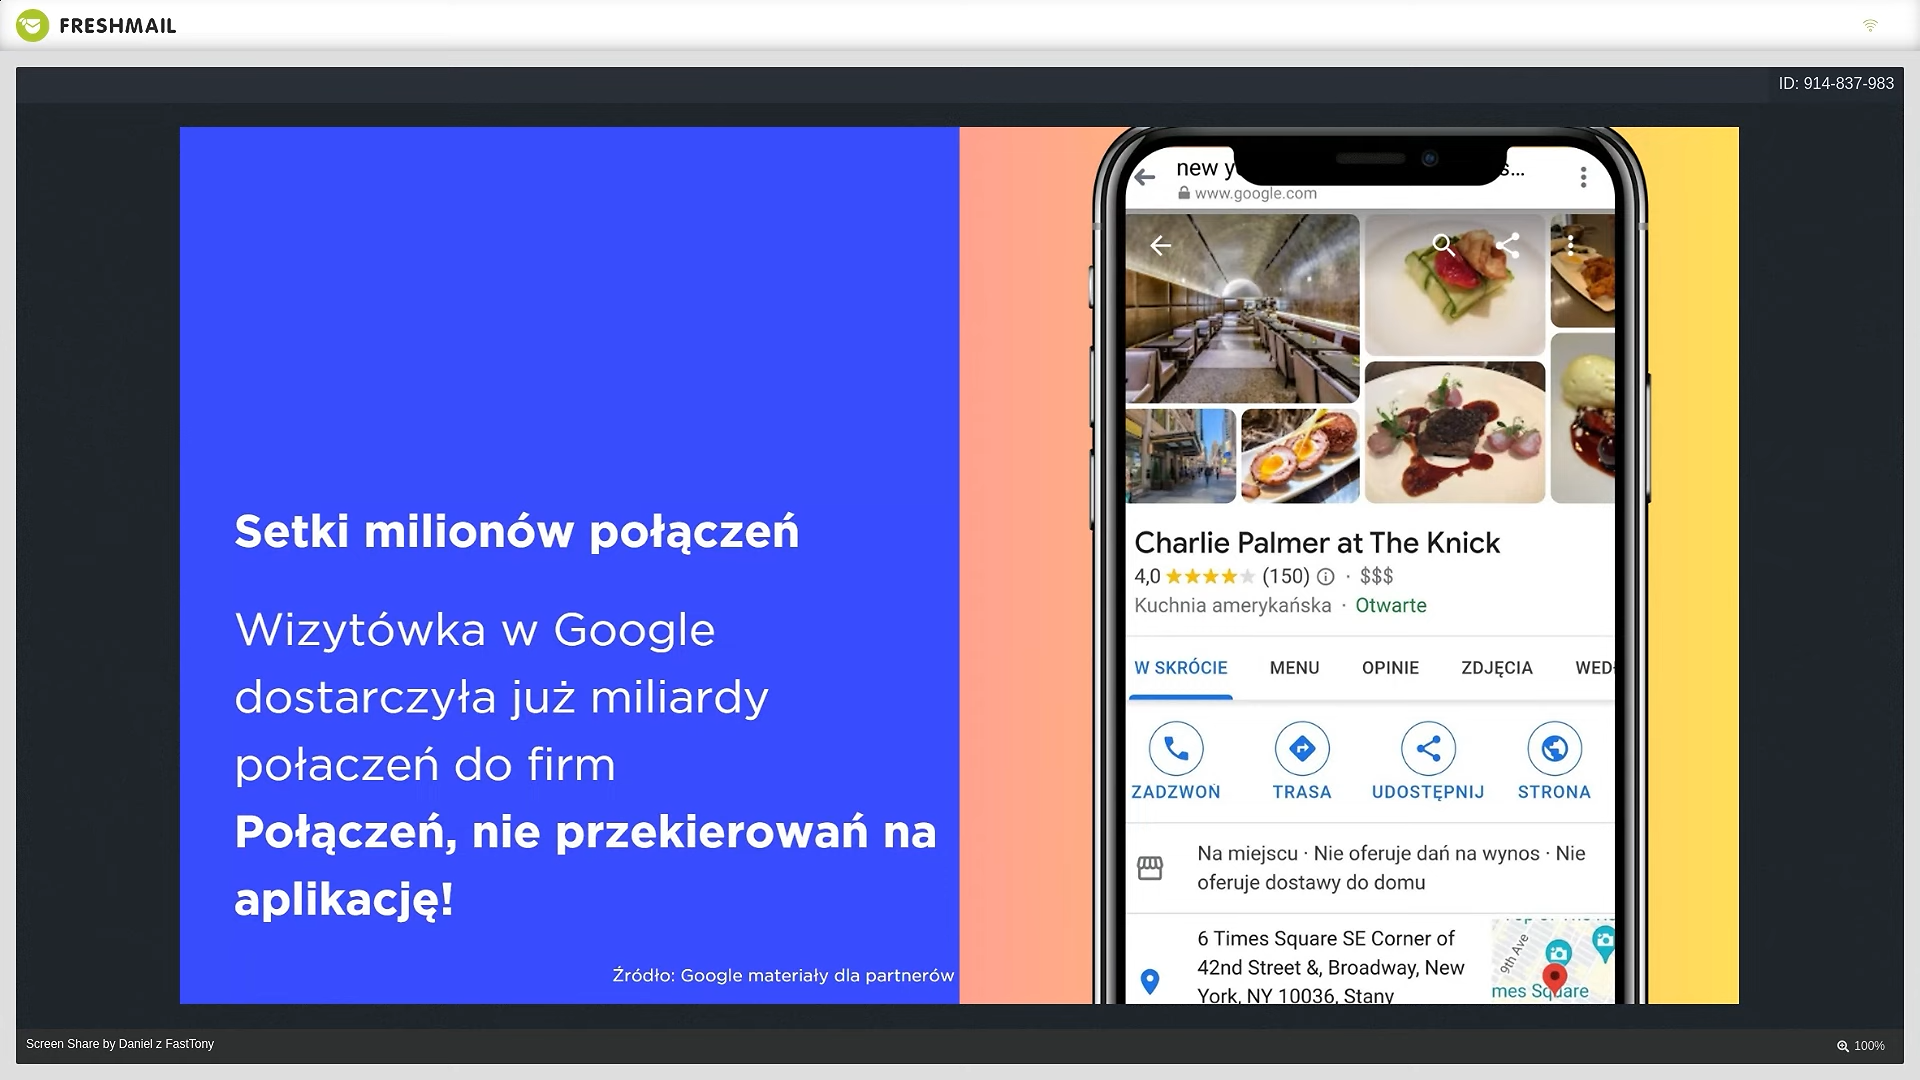 FRESHMAIL
ID: 914-837-983
Setki milionów połączeń
Wizytówka w Google
dostarczyła już miliardy
połaczeń do firm
Połączeń, nie przekierowań na
aplikację!
Źródło: Google materiały dla partnerów
new y s...
www.google.com
Charlie Palmer at The Knick
4,0 (150) · $$$
Kuchnia amerykańska · Otwarte
W SKRÓCIE MENU OPINIE ZDJĘCIA WED
ZADZWOŃ TRASA UDOSTĘPNIJ STRONA
Na miejscu · Nie oferuje dań na wynos · Nie
oferuje dostawy do domu
6 Times Square SE Corner of
42nd Street &, Broadway, New
York, NY 10036, Stany
9th Ave
mes Square
Screen Share by Daniel z FastTony
100%